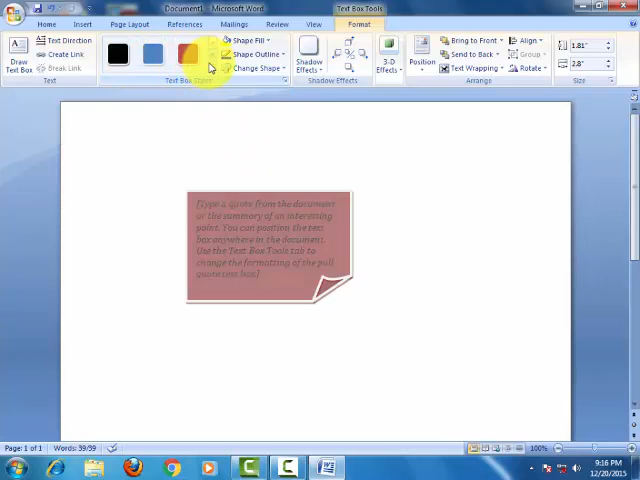 Document1 - Microsoft Word
Text Box Tools
Home Insert Page Layout References Mailings Review View Format
Draw Text Box
Text Direction
Create Link
Break Link
Text
Shape Fill
Shape Outline
Change Shape
Text Box Styles
Shadow Effects
Shadow Effects
3-D Effects
Position
Bring to Front
Send to Back
Text Wrapping
Align
Group
Rotate
Arrange
1.81"
2.8"
Size
[Type a quote from the document
or the summary of an interesting
point. You can position the text
box anywhere in the document.
Use the Text Box Tools tab to
change the formatting of the pull
quote text box.]
Page: 1 of 1 Words: 39/39 100%
9:16 PM
12/20/2015